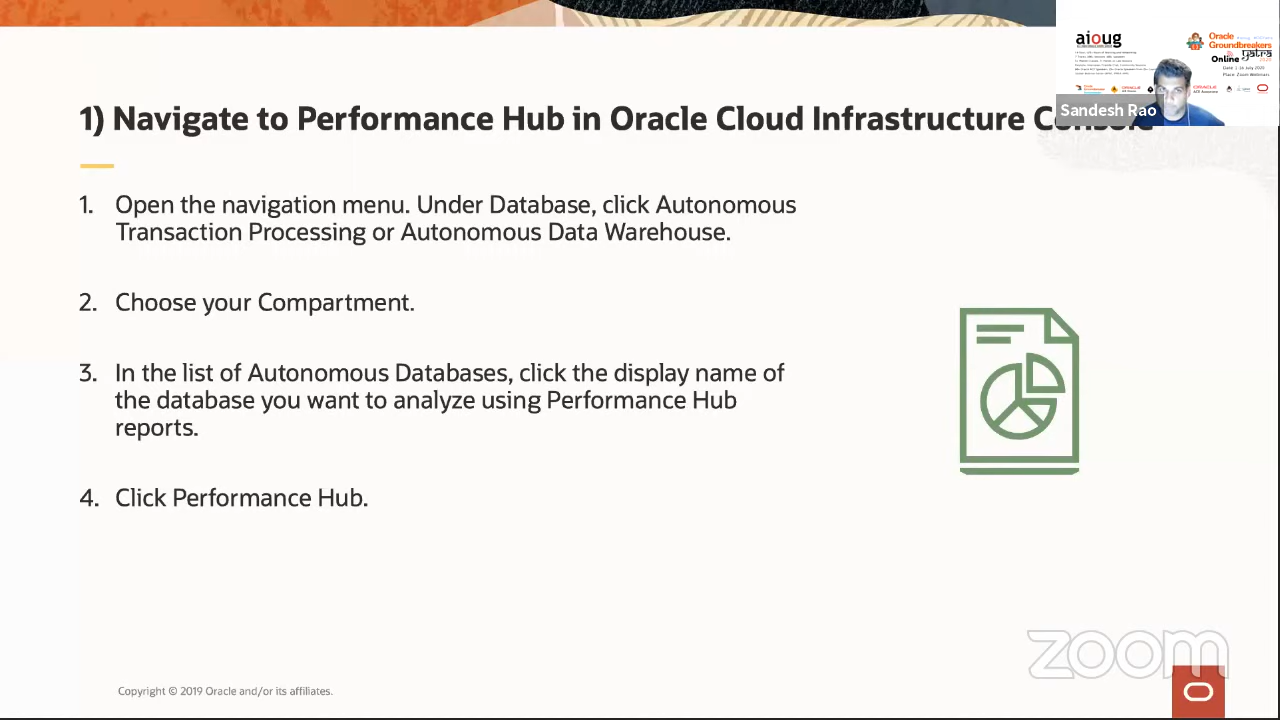 aioug
Oracle
Groundbreakers
Online yatra
Sandesh Rao
1) Navigate to Performance Hub in Oracle Cloud Infrastructure
1. Open the navigation menu. Under Database, click Autonomous
Transaction Processing or Autonomous Data Warehouse.
2. Choose your Compartment.
3. In the list of Autonomous Databases, click the display name of
the database you want to analyze using Performance Hub
reports.
4. Click Performance Hub.
zoom
Copyright © 2019 Oracle and/or its affiliates.